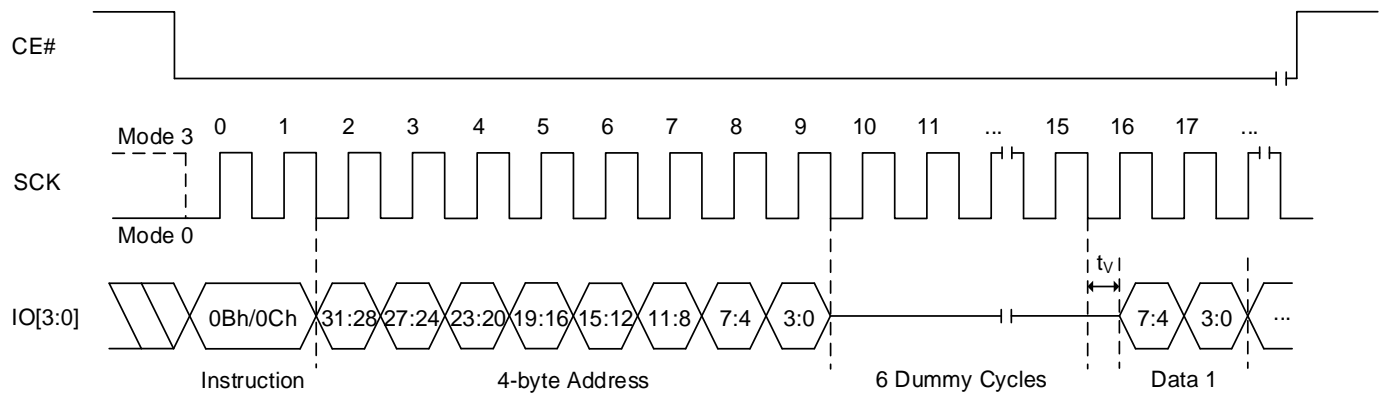 CE#
Mode 3
0 1 2 3 4 5 6 7 8 9 10 11 ... 15 16 17 ...
SCK
Mode 0
tV
IO[3:0]
0Bh/0Ch 31:28 27:24 23:20 19:16 15:12 11:8 7:4 3:0 7:4 3:0 ...
Instruction 4-byte Address 6 Dummy Cycles Data 1